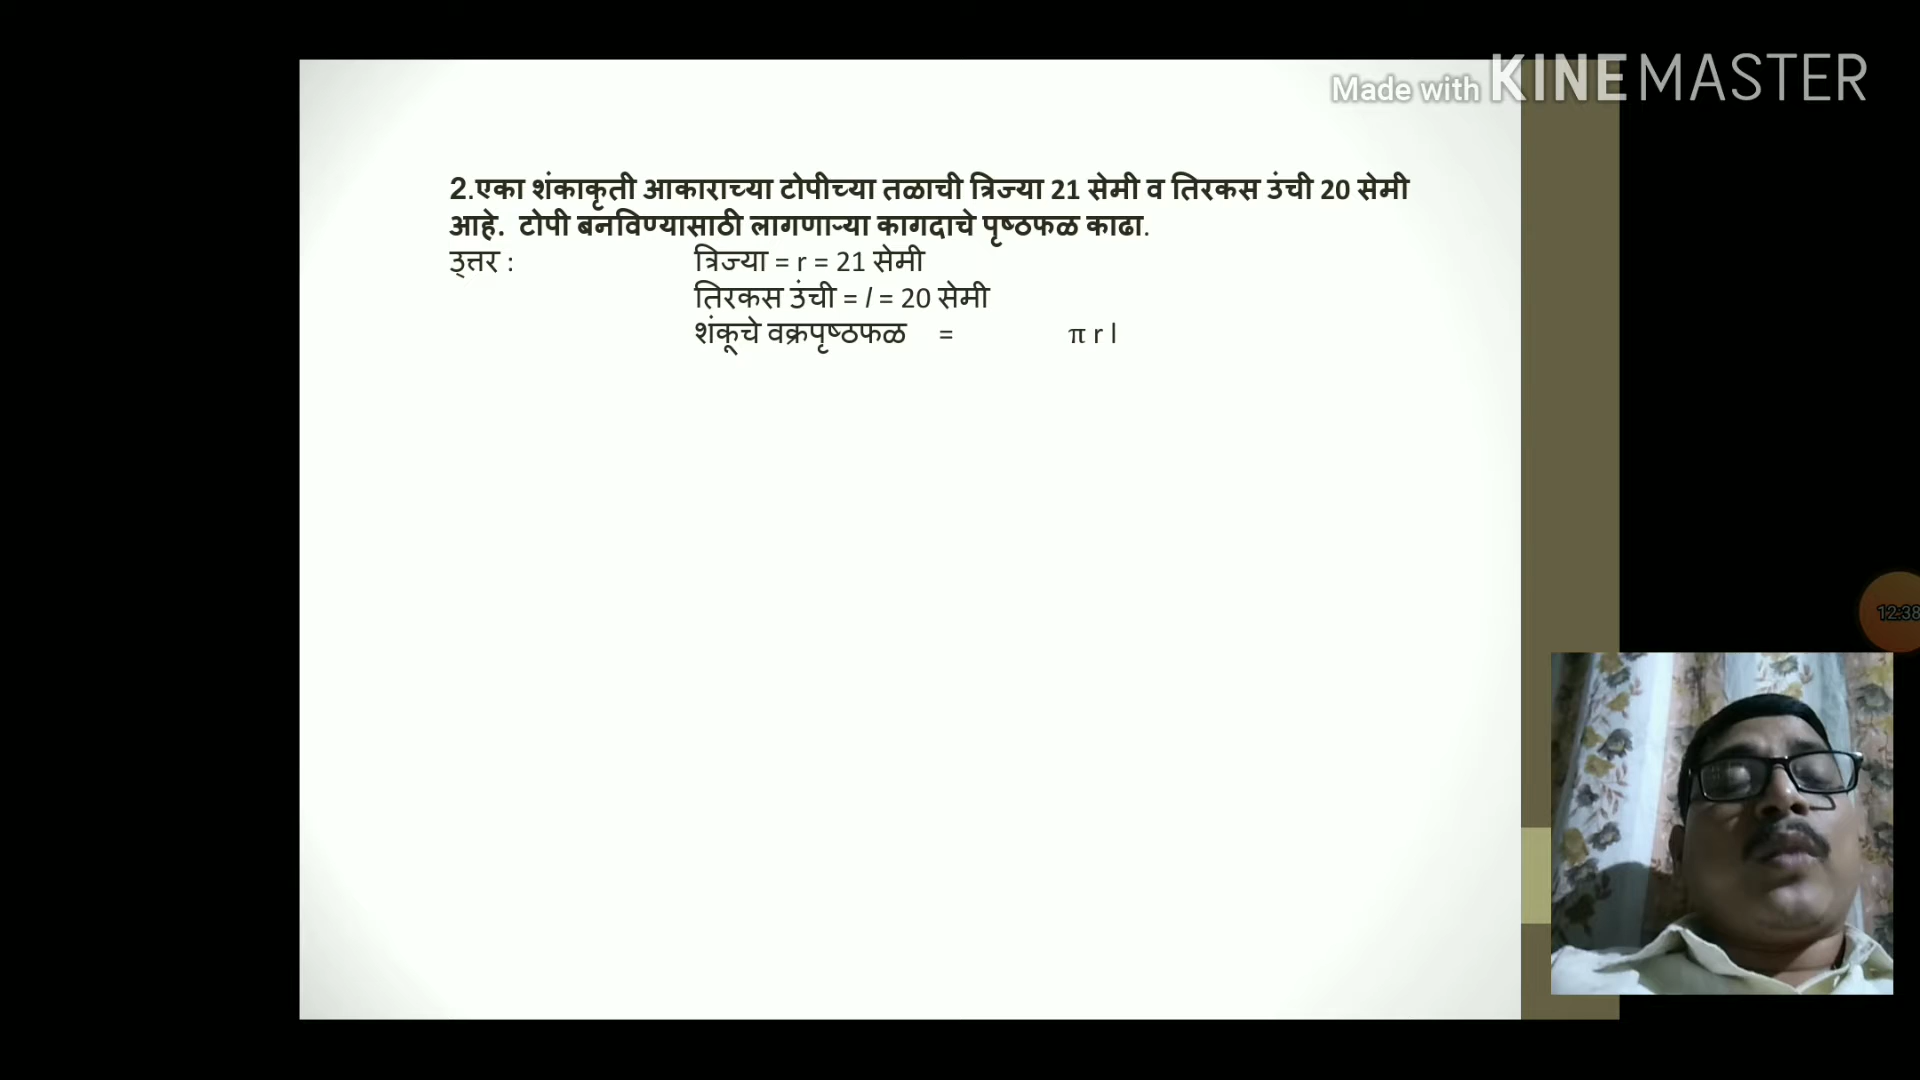 Made with KINEMASTER
2.एका शंकाकृती आकाराच्या टोपीच्या तळाची त्रिज्या 21 सेमी व तिरकस उंची 20 सेमी
आहे. टोपी बनविण्यासाठी लागणाऱ्या कागदाचे पृष्ठफळ काढा.
उ्त्तर : त्रिज्या = r = 21 सेमी
तिरकस उंची = l = 20 सेमी
शंकूचे वक्रपृष्ठफळ = π r l
12:38